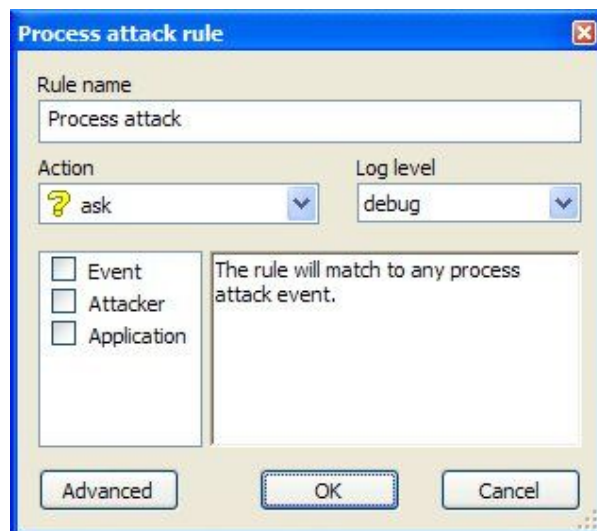 Process attack rule
Rule name
Process attack
Action
Log level
ask
debug
Event
Attacker
Application
The rule will match to any process
attack event.
Advanced
OK
Cancel